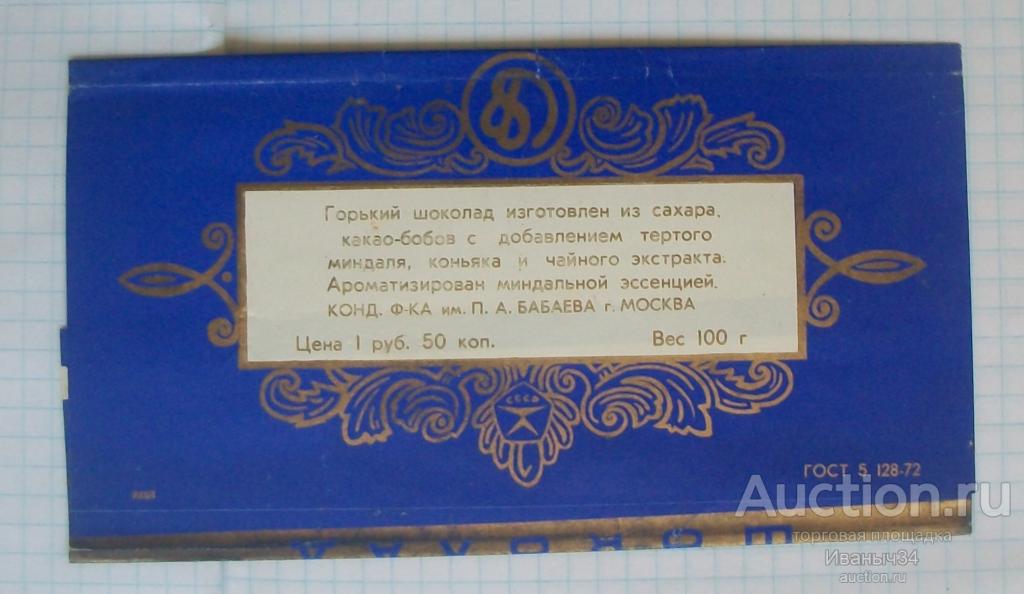 Горький шоколад изготовлен из сахара,
какао-бобов с добавлением тертого
миндаля, коньяка и чайного экстракта.
Ароматизирован миндальной эссенцией.
КОНД. Ф-КА им. П. А. БАБАЕВА г. МОСКВА
Цена 1 руб. 50 коп. Вес 100 г
СССР
ГОСТ 5. 128-72
ШОКОЛАД
Auction.ru
торговая площадка
Иваныч34
auction.ru